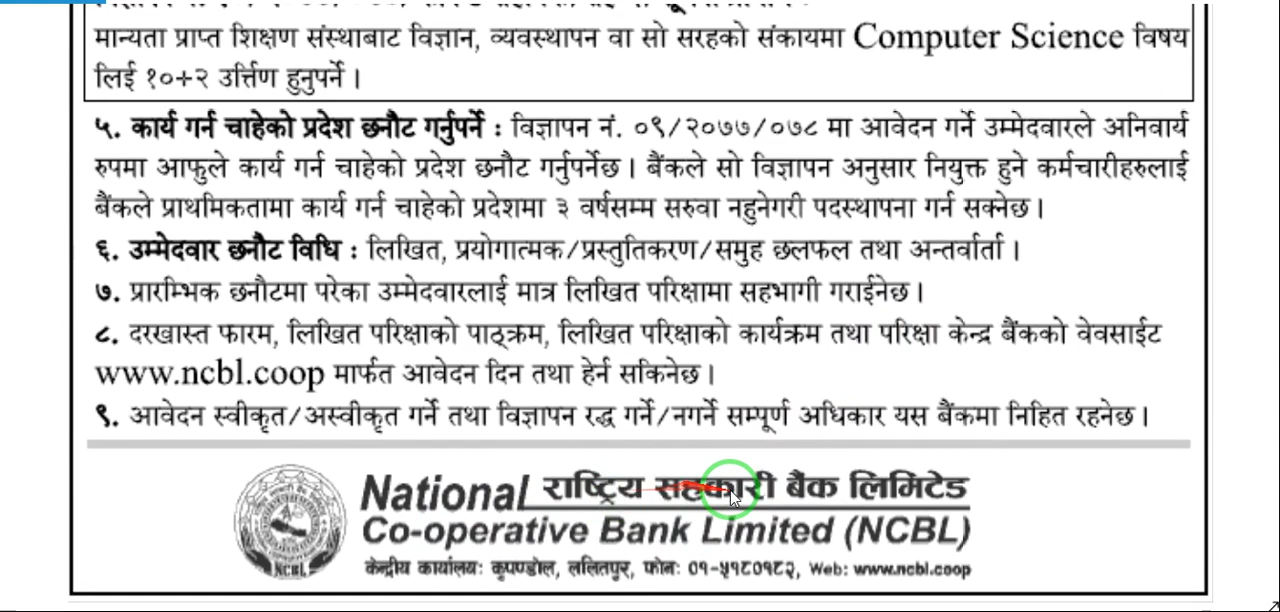 मान्यता प्राप्त शिक्षण संस्थाबाट विज्ञान, व्यवस्थापन वा सो सरहको संकायमा Computer Science विषय
लिई १०+२ उर्त्तिण हुनुपर्ने ।
५. कार्य गर्न चाहेको प्रदेश छनौट गर्नुपर्ने : विज्ञापन नं. ०९/२०७७/०७८ मा आवेदन गर्ने उम्मेदवारले अनिवार्य
रुपमा आफुले कार्य गर्न चाहेको प्रदेश छनौट गर्नुपर्नेछ । बैंकले सो विज्ञापन अनुसार नियुक्त हुने कर्मचारीहरुलाई
बैंकले प्राथमिकतामा कार्य गर्न चाहेको प्रदेशमा ३ वर्षसम्म सरुवा नहुनेगरी पदस्थापना गर्न सक्नेछ ।
६. उम्मेदवार छनौट विधि : लिखित, प्रयोगात्मक/प्रस्तुतिकरण/समुह छलफल तथा अन्तर्वार्ता ।
७. प्रारम्भिक छनौटमा परेका उम्मेदवारलाई मात्र लिखित परिक्षामा सहभागी गराईनेछ ।
८. दरखास्त फारम, लिखित परिक्षाको पाठ्क्रम, लिखित परिक्षाको कार्यक्रम तथा परिक्षा केन्द्र बैंकको वेवसाईट
www.ncbl.coop मार्फत आवेदन दिन तथा हेर्न सकिनेछ ।
९. आवेदन स्वीकृत/अस्वीकृत गर्ने तथा विज्ञापन रद्ध गर्ने/नगर्ने सम्पूर्ण अधिकार यस बैंकमा निहित रहनेछ ।
National राष्ट्रिय सहकारी बैंक लिमिटेड
Co-operative Bank Limited (NCBL)
केन्द्रीय कार्यालयः कुपण्डोल, ललितपुर, फोनः ०१-५१८०१८२, Web: www.ncbl.coop
NCBL